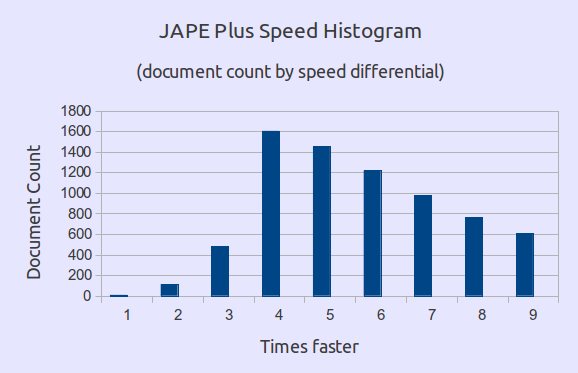 JAPE Plus Speed Histogram
(document count by speed differential)
1800
1600
1400
1200
1000
800
600
400
200
0
Document Count
1 2 3 4 5 6 7 8 9
Times faster